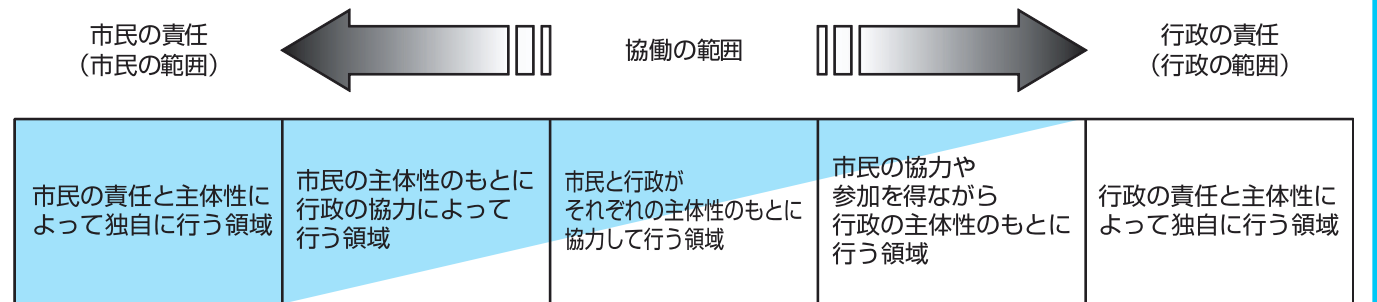 市民の責任
（市民の範囲）
協働の範囲
行政の責任
（行政の範囲）
市民の責任と主体性に
よって独自に行う領域
市民の主体性のもとに
行政の協力によって
行う領域
市民と行政が
それぞれの主体性のもとに
協力して行う領域
市民の協力や
参加を得ながら
行政の主体性のもとに
行う領域
行政の責任と主体性に
よって独自に行う領域